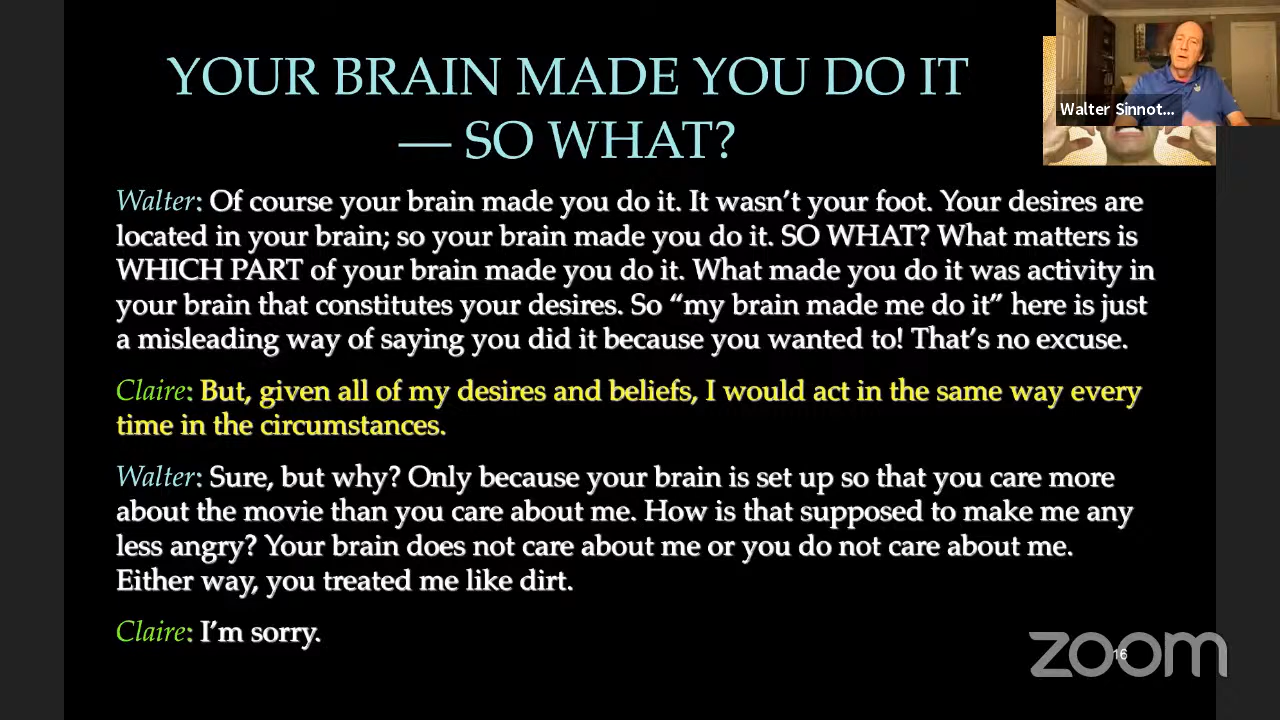 YOUR BRAIN MADE YOU DO IT
— SO WHAT?
Walter Sinnot...
Walter: Of course your brain made you do it. It wasn’t your foot. Your desires are
located in your brain; so your brain made you do it. SO WHAT? What matters is
WHICH PART of your brain made you do it. What made you do it was activity in
your brain that constitutes your desires. So “my brain made me do it” here is just
a misleading way of saying you did it because you wanted to! That’s no excuse.
Claire: But, given all of my desires and beliefs, I would act in the same way every
time in the circumstances.
Walter: Sure, but why? Only because your brain is set up so that you care more
about the movie than you care about me. How is that supposed to make me any
less angry? Your brain does not care about me or you do not care about me.
Either way, you treated me like dirt.
Claire: I’m sorry.
16
zoom